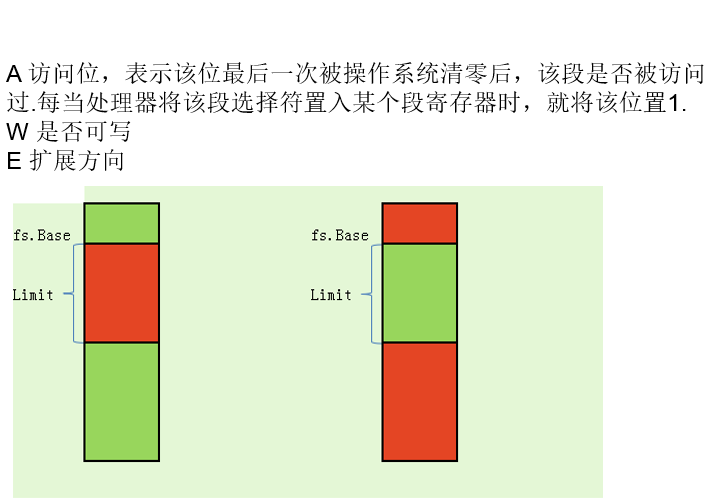 A 访问位，表示该位最后一次被操作系统清零后，该段是否被访问
过.每当处理器将该段选择符置入某个段寄存器时，就将该位置1.
W 是否可写
E 扩展方向
fs.Base
fs.Base
Limit
Limit